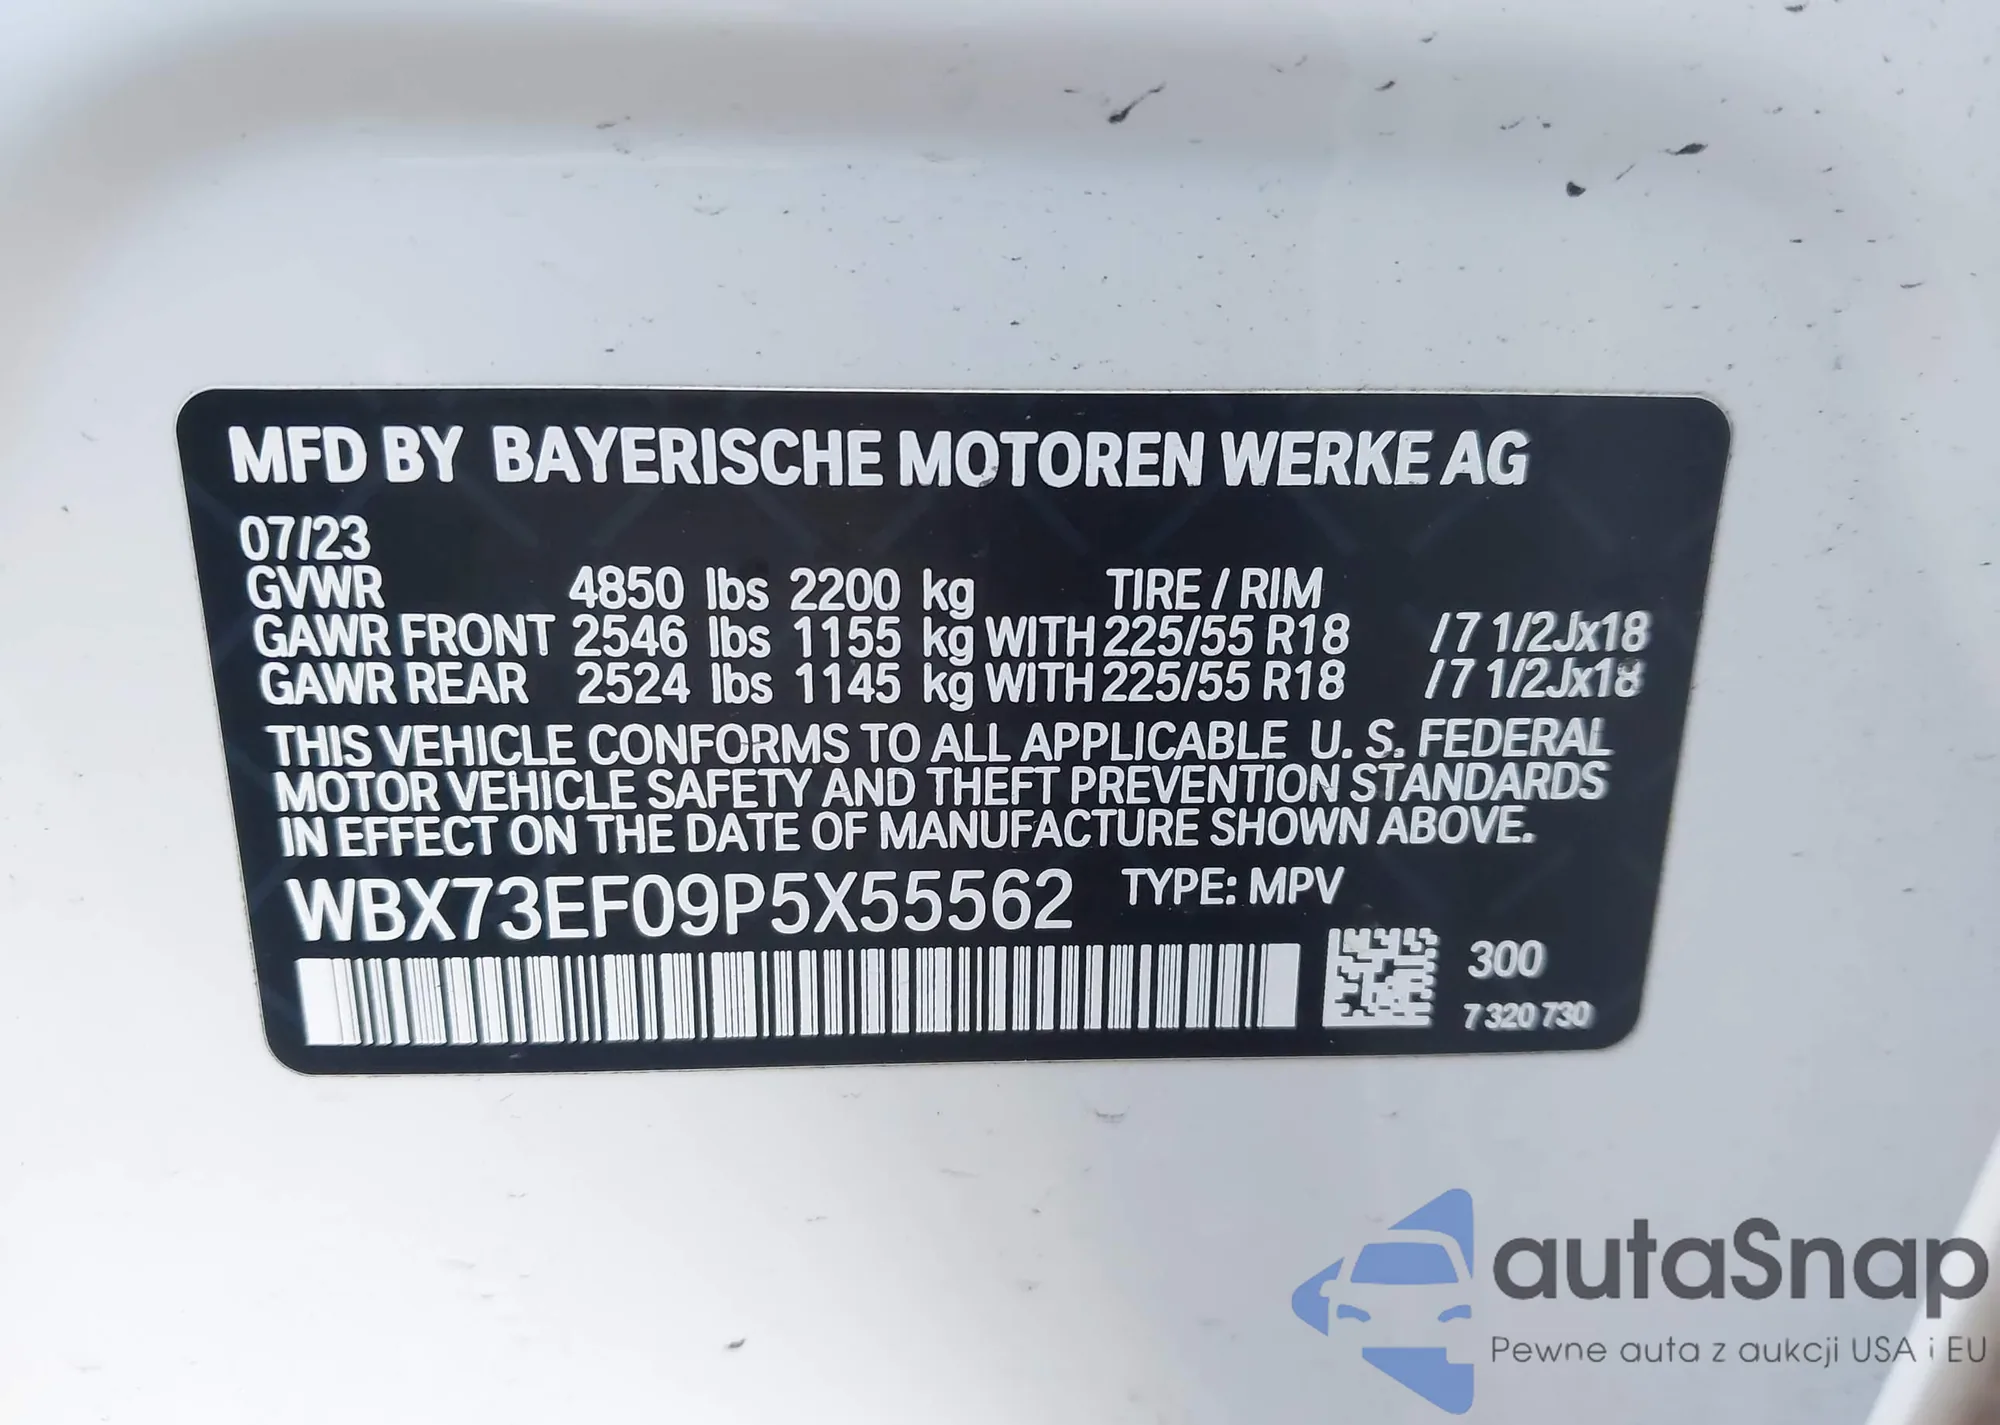 MFD BY BAYERISCHE MOTOREN WERKE AG
07/23
GVWR 4850 lbs 2200 kg TIRE / RIM
GAWR FRONT 2546 lbs 1155 kg WITH 225/55 R18 /7 1/2Jx18
GAWR REAR 2524 lbs 1145 kg WITH 225/55 R18 /7 1/2Jx18
THIS VEHICLE CONFORMS TO ALL APPLICABLE U. S. FEDERAL
MOTOR VEHICLE SAFETY AND THEFT PREVENTION STANDARDS
IN EFFECT ON THE DATE OF MANUFACTURE SHOWN ABOVE.
WBX73EF09P5X55562 TYPE: MPV
300
7 320 730
autaSnap
Pewne auta z aukcji USA i EU